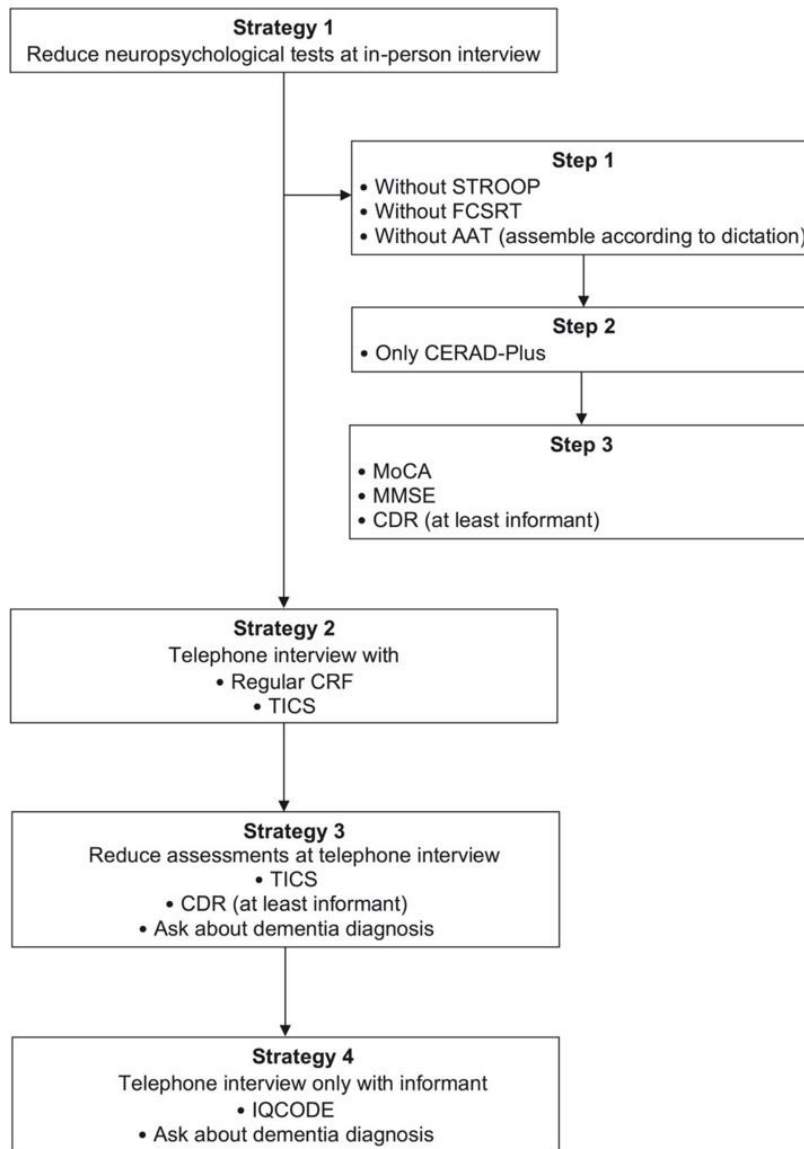 Strategy 1
Reduce neuropsychological tests at in-person interview
Step 1
• Without STROOP
• Without FCSRT
• Without AAT (assemble according to dictation)
Step 2
• Only CERAD-Plus
Step 3
• MoCA
• MMSE
• CDR (at least informant)
Strategy 2
Telephone interview with
• Regular CRF
• TICS
Strategy 3
Reduce assessments at telephone interview
• TICS
• CDR (at least informant)
• Ask about dementia diagnosis
Strategy 4
Telephone interview only with informant
• IQCODE
• Ask about dementia diagnosis